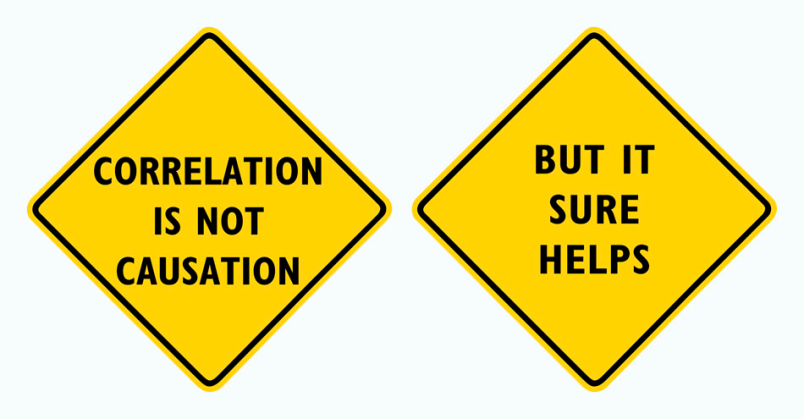 CORRELATION
IS NOT
CAUSATION
BUT IT
SURE
HELPS